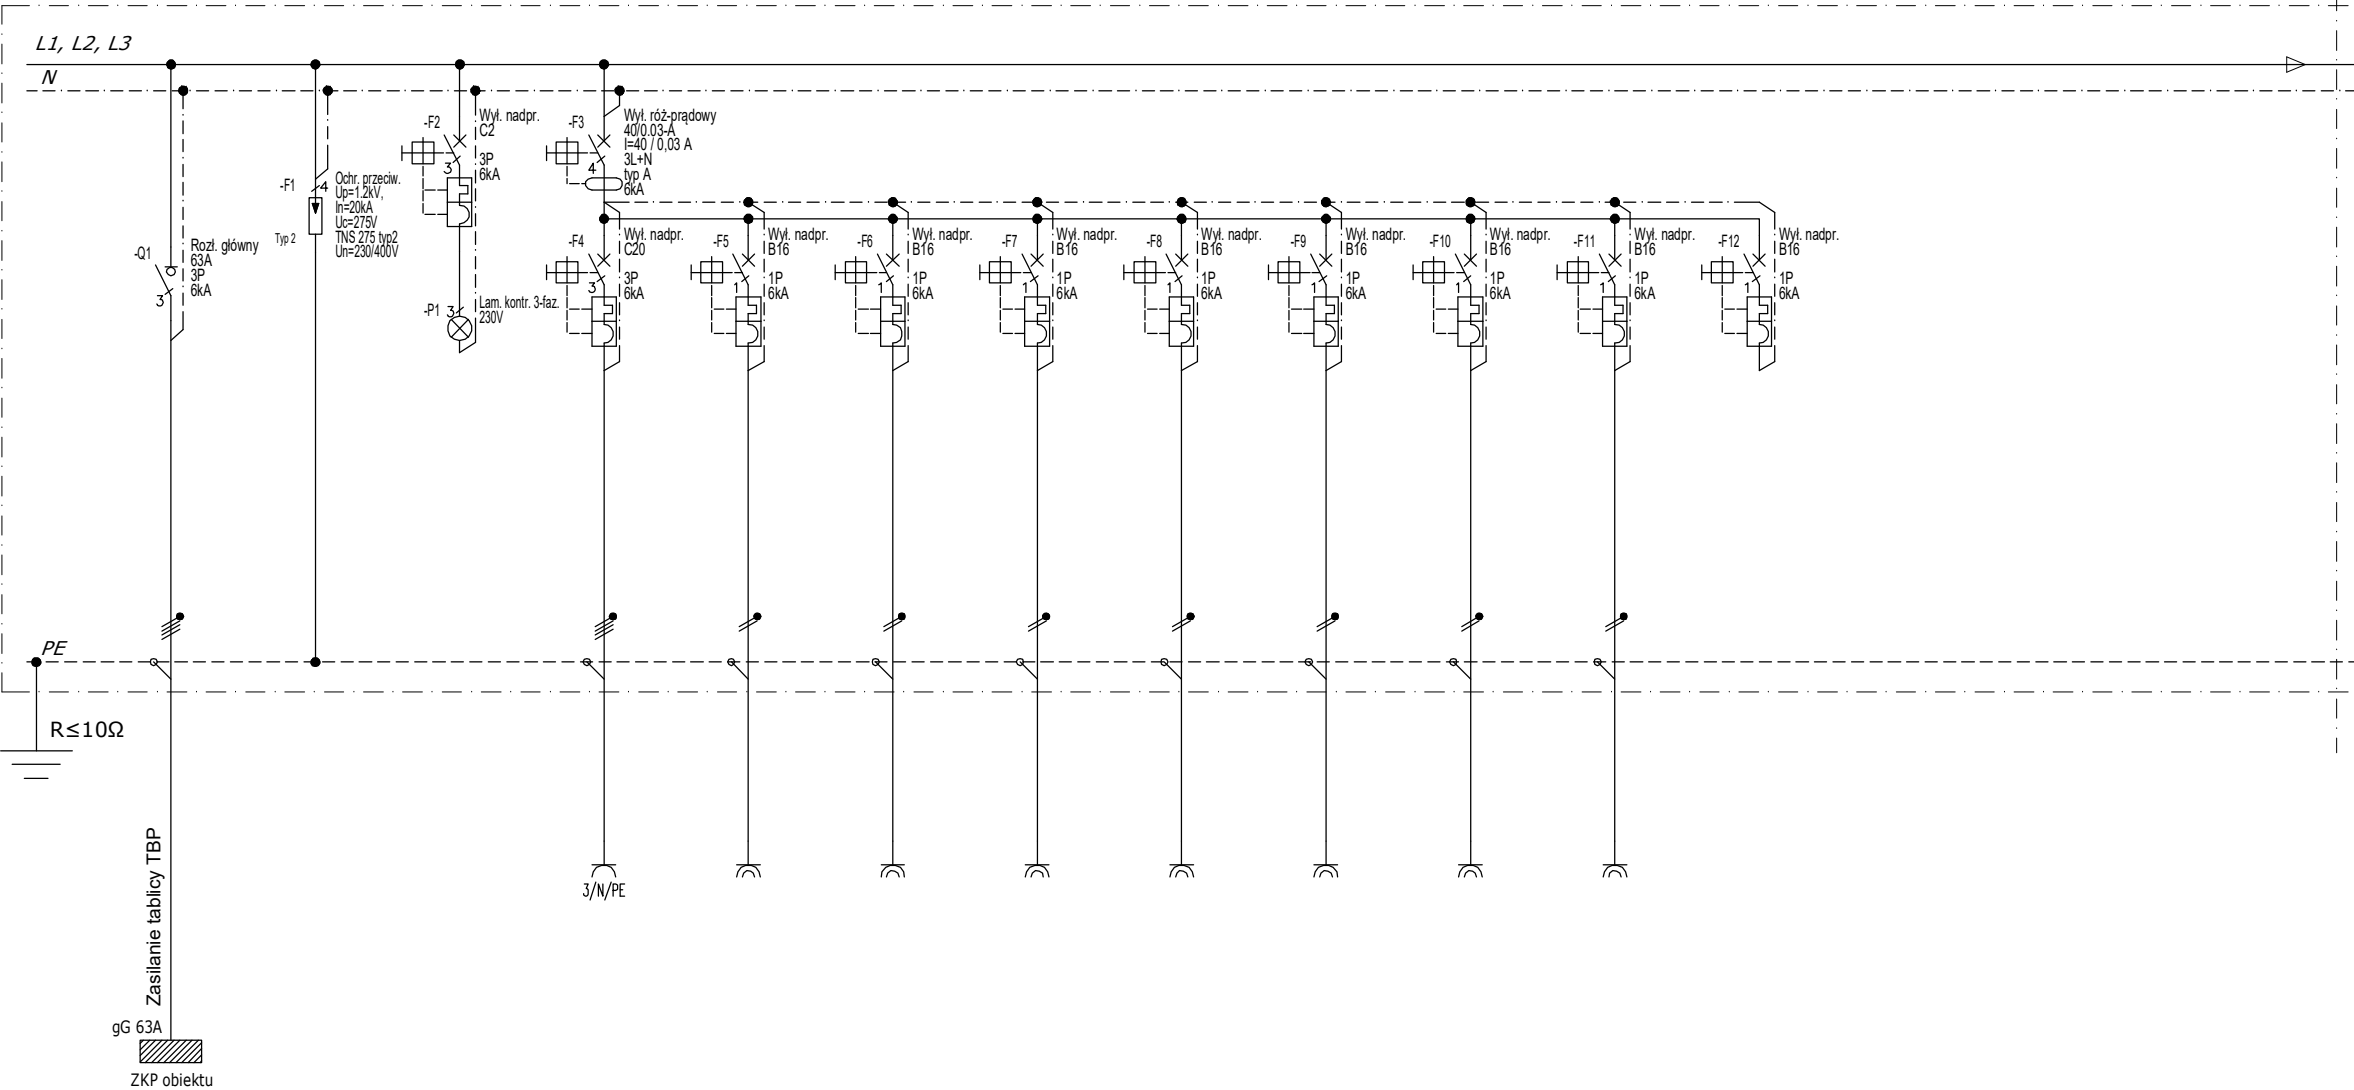 L1, L2, L3
N
-F2
Wył. nadpr.
C2
3P
6kA
3
-F3
Wył. róż-prądowy
40/0.03-A
I=40 / 0,03 A
3L+N
typ A
6kA
4
-F1
4
Ochr. przeciw.
Up=1.2kV,
In=20kA
Uc=275V
TNS 275 typ2
Un=230/400V
Typ 2
-Q1
Rozł. główny
63A
3P
6kA
3
-P1
3
Lam. kontr. 3-faz.
230V
-F4
Wył. nadpr.
C20
3P
6kA
3
-F5
Wył. nadpr.
B16
1P
6kA
1
-F6
Wył. nadpr.
B16
1P
6kA
1
-F7
Wył. nadpr.
B16
1P
6kA
1
-F8
Wył. nadpr.
B16
1P
6kA
1
-F9
Wył. nadpr.
B16
1P
6kA
1
-F10
Wył. nadpr.
B16
1P
6kA
1
-F11
Wył. nadpr.
B16
1P
6kA
1
-F12
Wył. nadpr.
B16
1P
6kA
1
PE
R≤10Ω
Zasilanie tablicy TBP
3/N/PE
gG 63A
ZKP obiektu